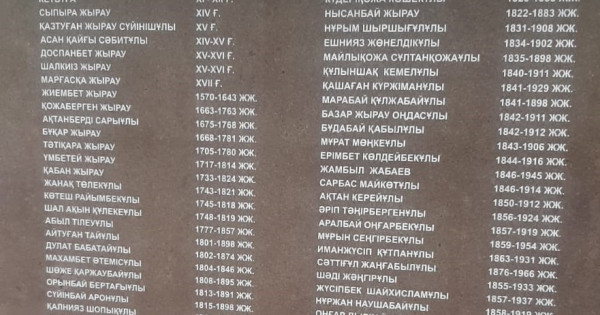 СЫПЫРА ЖЫРАУ XIV Ғ.
ҚАЗТУҒАН ЖЫРАУ СҮЙІНІШҰЛЫ XV Ғ.
АСАН ҚАЙҒЫ СӘБИТҰЛЫ XIV-XV Ғ.
ДОСПАНБЕТ ЖЫРАУ XV-XVI Ғ.
ШАЛКИІЗ ЖЫРАУ XV-XVI Ғ.
МАРҒАСҚА ЖЫРАУ XVII Ғ.
ЖИЕМБЕТ ЖЫРАУ 1570-1643 ЖЖ.
ҚОЖАБЕРГЕН ЖЫРАУ 1663-1763 ЖЖ.
АҚТАНБЕРДІ САРЫҰЛЫ 1675-1768 ЖЖ.
БҰҚАР ЖЫРАУ 1668-1781 ЖЖ.
ТӘТІҚАРА ЖЫРАУ 1705-1780 ЖЖ.
ҮМБЕТЕЙ ЖЫРАУ 1717-1814 ЖЖ.
ҚАБАН ЖЫРАУ 1733-1824 ЖЖ.
ЖАНАҚ ТӨЛЕКҰЛЫ 1743-1821 ЖЖ.
КӨТЕШ РАЙЫМБЕКҰЛЫ 1745-1818 ЖЖ.
ШАЛ АҚЫН ҚҰЛЕКЕҰЛЫ 1748-1819 ЖЖ.
АБЫЛ ТІЛЕУҰЛЫ 1777-1857 ЖЖ.
АЙТУҒАН ТАЙҰЛЫ 1801-1898 ЖЖ.
ДУЛАТ БАБАТАЙҰЛЫ 1802-1874 ЖЖ.
МАХАМБЕТ ӨТЕМІСҰЛЫ 1804-1846 ЖЖ.
ШӨЖЕ ҚАРЖАУБАЙҰЛЫ 1808-1895 ЖЖ.
ОРЫНБАЙ БЕРТАҒЫҰЛЫ 1813-1891 ЖЖ.
СҮЙІНБАЙ АРОНҰЛЫ 1815-1898 ЖЖ.
ҚАЛНИЯЗ ШОПЫҚҰЛЫ
НЫСАНБАЙ ЖЫРАУ 1822-1883 ЖЖ.
НҰРЫМ ШЫРШЫҒҰЛҰЛЫ 1831-1908 ЖЖ.
ЕШНИЯЗ ЖӨНЕЛДІКҰЛЫ 1834-1902 ЖЖ.
МАЙЛЫҚОЖА СҰЛТАНҚОЖАҰЛЫ 1835-1898 ЖЖ.
ҚҰЛЫНШАҚ КЕМЕЛҰЛЫ 1840-1911 ЖЖ.
ҚАШАҒАН КҮРЖІМАНҰЛЫ 1841-1929 ЖЖ.
МАРАБАЙ ҚҰЛЖАБАЙҰЛЫ 1841-1898 ЖЖ.
БАЗАР ЖЫРАУ ОҢДАСҰЛЫ 1842-1911 ЖЖ.
БҰДАБАЙ ҚАБЫЛҰЛЫ 1842-1912 ЖЖ.
МҰРАТ МӨҢКЕҰЛЫ 1843-1906 ЖЖ.
ЕРІМБЕТ КӨЛДЕЙБЕКҰЛЫ 1844-1916 ЖЖ.
ЖАМБЫЛ ЖАБАЕВ 1846-1945 ЖЖ.
САРБАС МАЙКӨТҰЛЫ 1846-1914 ЖЖ.
АҚТАН КЕРЕЙҰЛЫ 1850-1912 ЖЖ.
ӘРІП ТӘҢІРБЕРГЕНҰЛЫ 1856-1924 ЖЖ.
АРАЛБАЙ ОҢҒАРБЕКҰЛЫ 1857-1919 ЖЖ.
МҰРЫН СЕҢГІРБЕКҰЛЫ 1859-1954 ЖЖ.
ИМАНЖҮСІП ҚҰТПАНҰЛЫ 1863-1931 ЖЖ.
СӘТТІҒҰЛ ЖАҢҒАБЫЛҰЛЫ 1876-1966 ЖЖ.
ШӘДІ ЖӘҢГІРҰЛЫ 1855-1933 ЖЖ.
ЖҮСІПБЕК ШАЙХИСЛАМҰЛЫ 1857-1937 ЖЖ.
НҰРЖАН НАУШАБАЙҰЛЫ 1858-1919 ЖЖ.